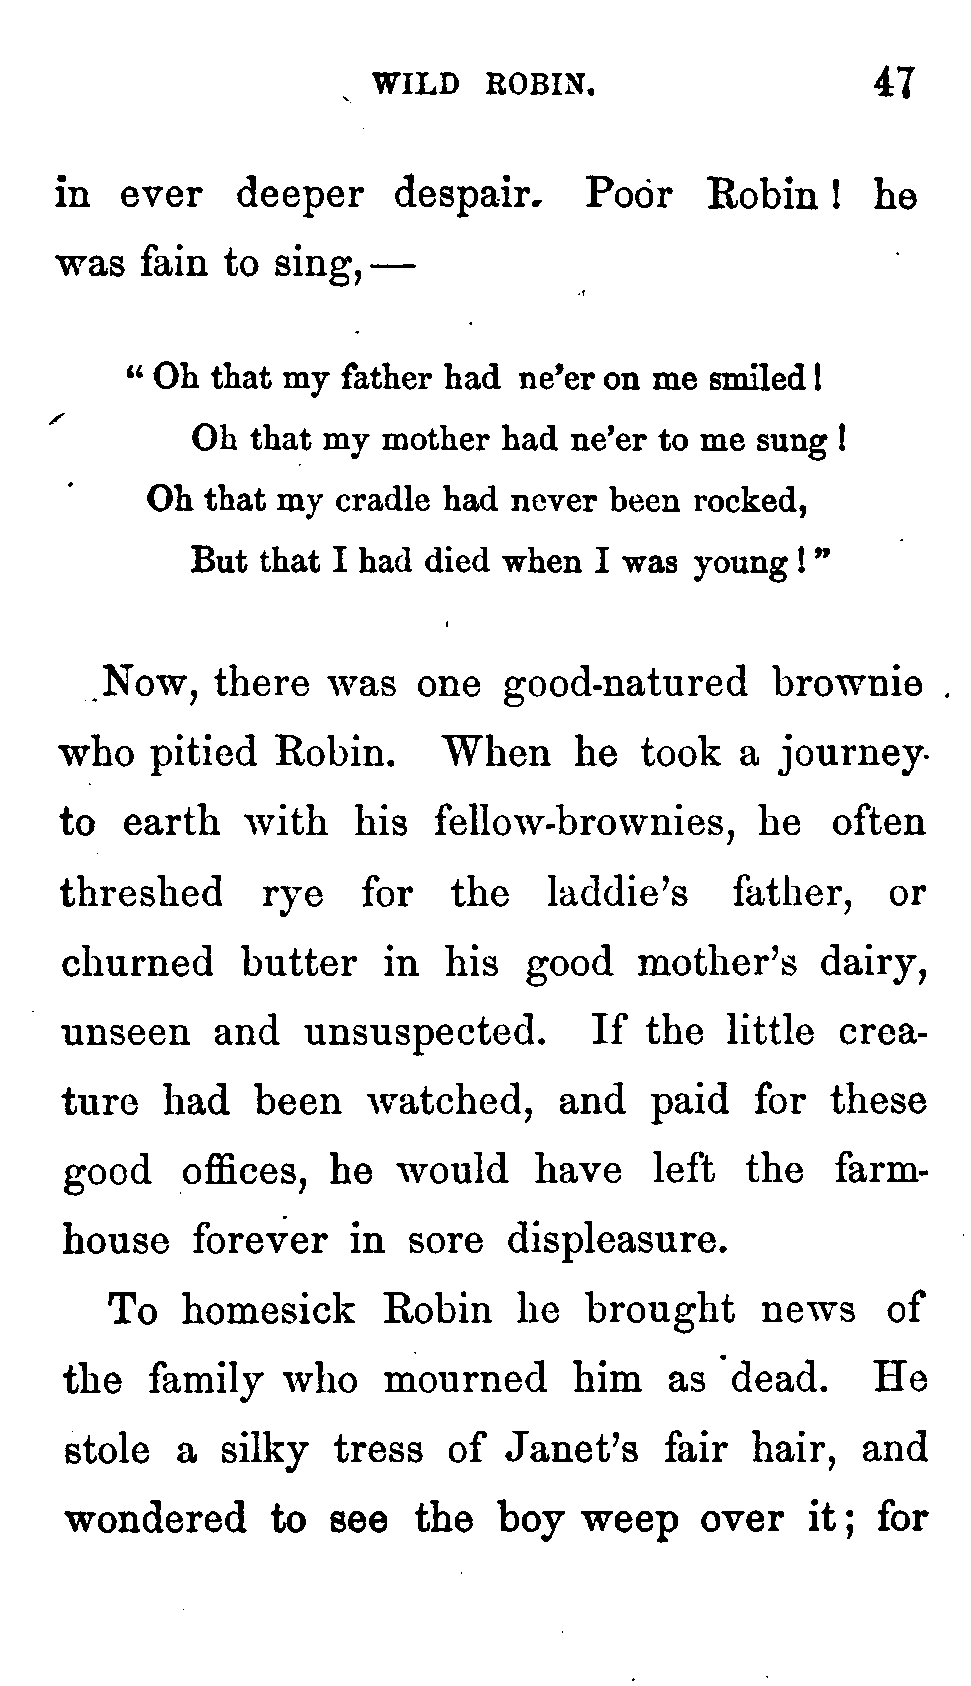 WILD ROBIN. 47
in ever deeper despair. Poor Robin! he
was fain to sing,—
"Oh that my father had ne'er on me smiled!
Oh that my mother had ne'er to me sung!
Oh that my cradle had never been rocked,
But that I had died when I was young!"
Now, there was one good-natured brownie
who pitied Robin. When he took a journey
to earth with his fellow-brownies, he often
threshed rye for the laddie's father, or
churned butter in his good mother's dairy,
unseen and unsuspected. If the little crea-
ture had been watched, and paid for these
good offices, he would have left the farm-
house forever in sore displeasure.
To homesick Robin he brought news of
the family who mourned him as dead. He
stole a silky tress of Janet's fair hair, and
wondered to see the boy weep over it; for